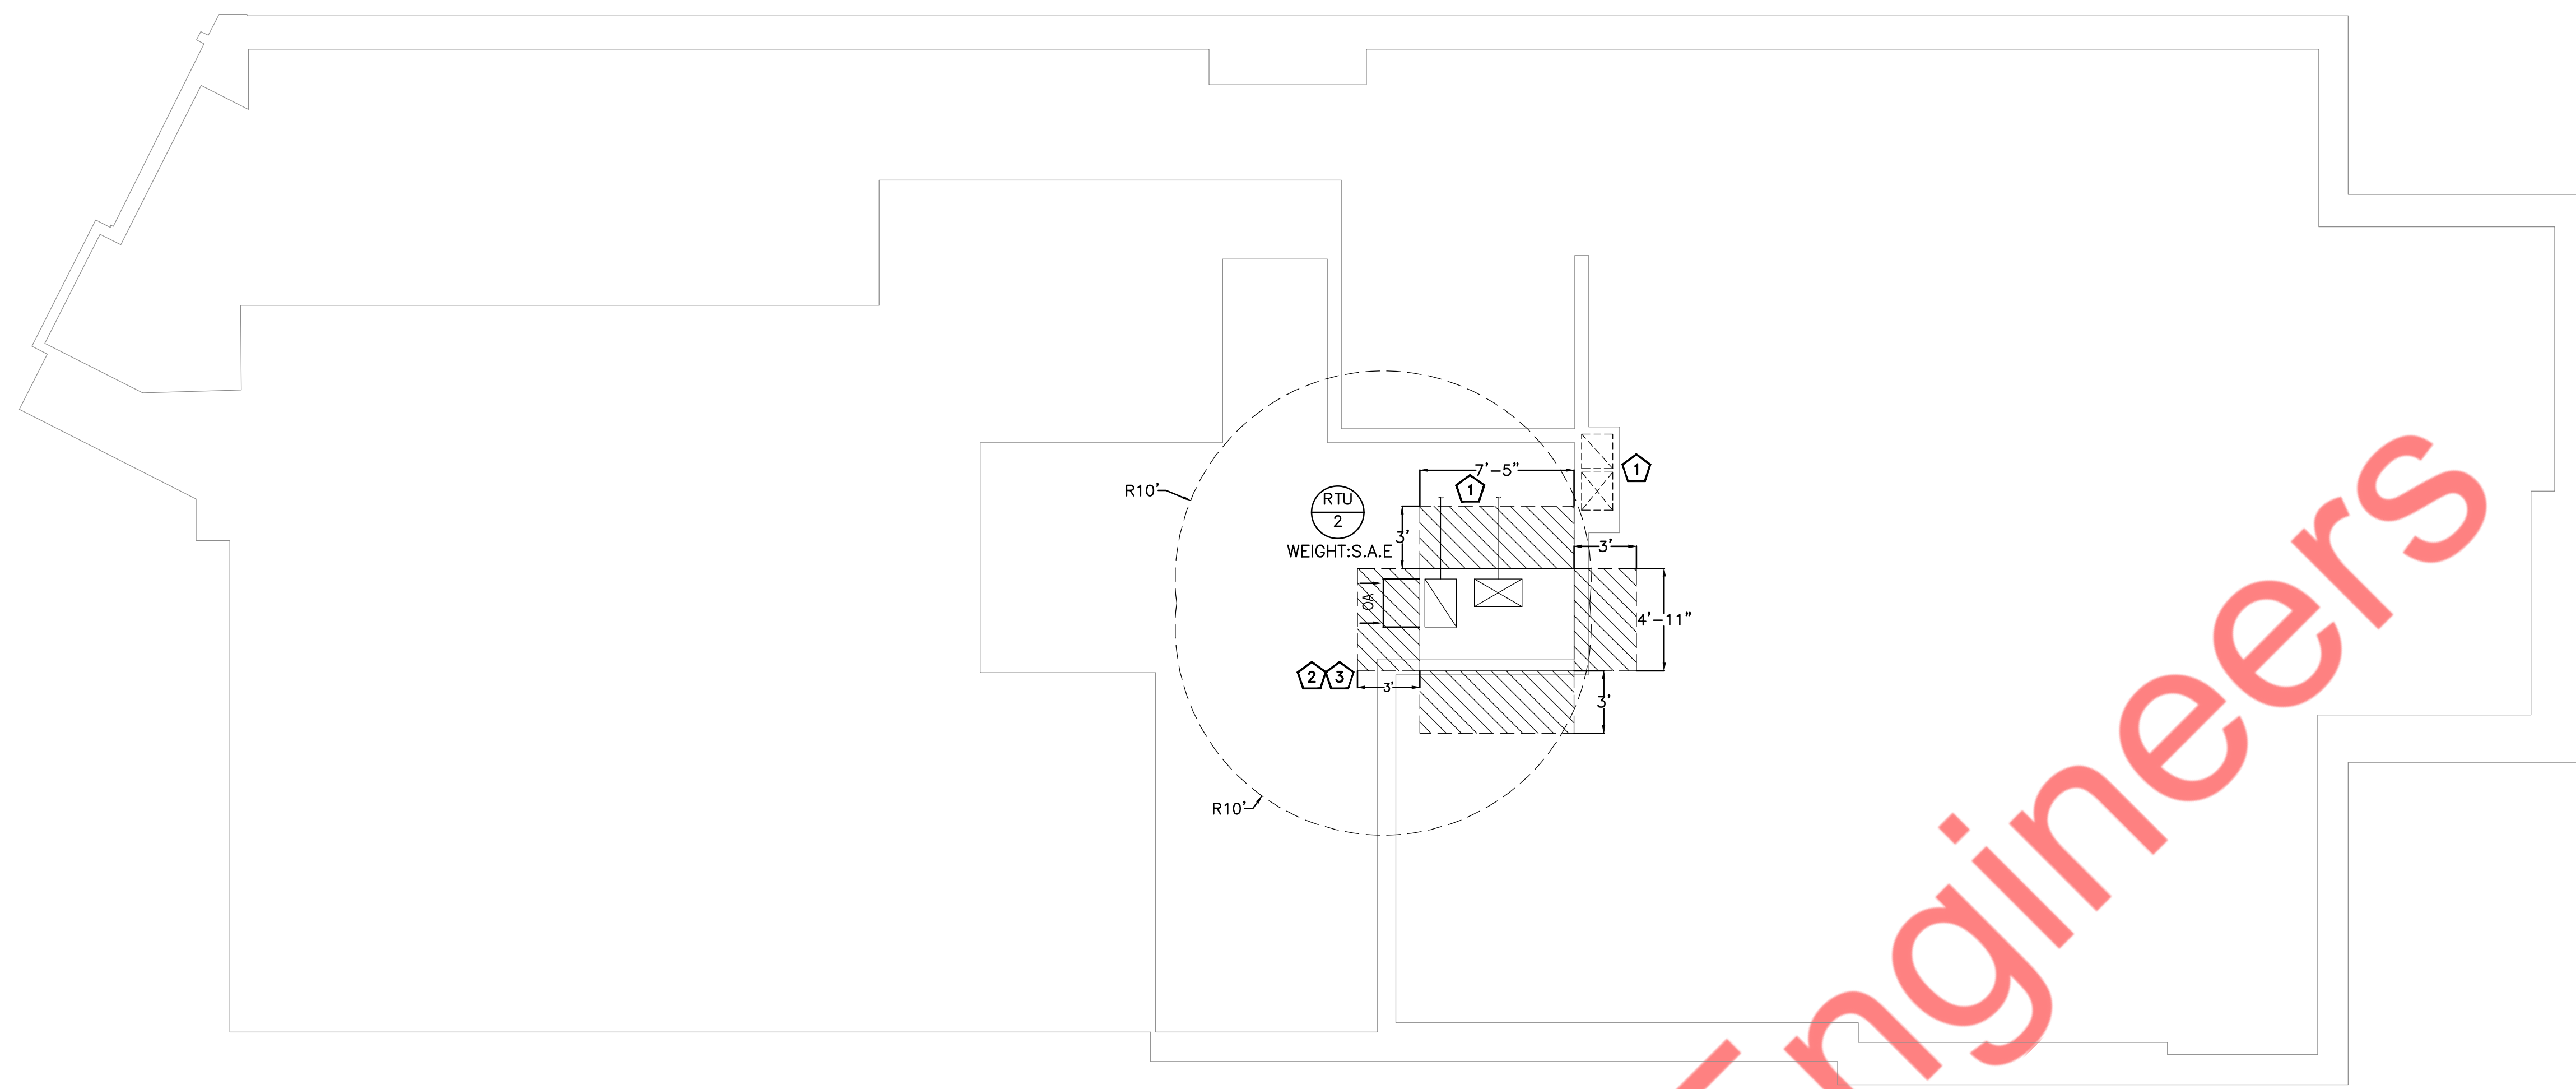 7'-5"
1
1
R10'
RTU
2
WEIGHT:S.A.E
3'
3'
OA
4'-11"
2 3
3'
3'
R10'
Engineers